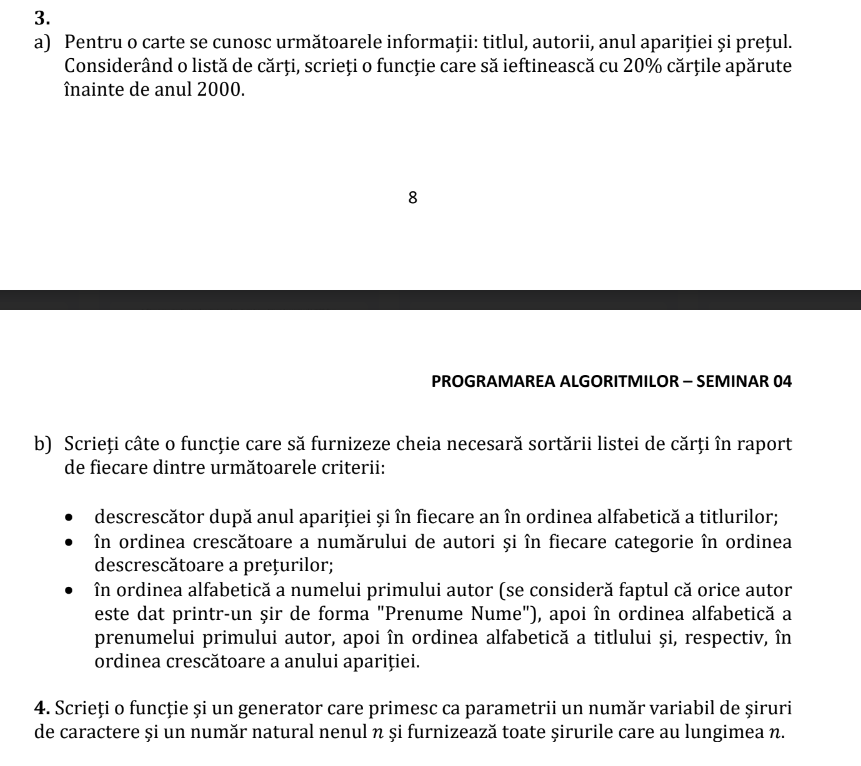 3.
a) Pentru o carte se cunosc următoarele informații: titlul, autorii, anul apariției și prețul.
Considerând o listă de cărți, scrieți o funcție care să ieftinească cu 20% cărțile apărute
înainte de anul 2000.
8
PROGRAMAREA ALGORITMILOR – SEMINAR 04
b) Scrieți câte o funcție care să furnizeze cheia necesară sortării listei de cărți în raport
de fiecare dintre următoarele criterii:
• descrescător după anul apariției și în fiecare an în ordinea alfabetică a titlurilor;
• în ordinea crescătoare a numărului de autori și în fiecare categorie în ordinea
descrescătoare a prețurilor;
• în ordinea alfabetică a numelui primului autor (se consideră faptul că orice autor
este dat printr-un șir de forma "Prenume Nume"), apoi în ordinea alfabetică a
prenumelui primului autor, apoi în ordinea alfabetică a titlului și, respectiv, în
ordinea crescătoare a anului apariției.
4. Scrieți o funcție și un generator care primesc ca parametrii un număr variabil de șiruri
de caractere și un număr natural nenul n și furnizează toate șirurile care au lungimea n.